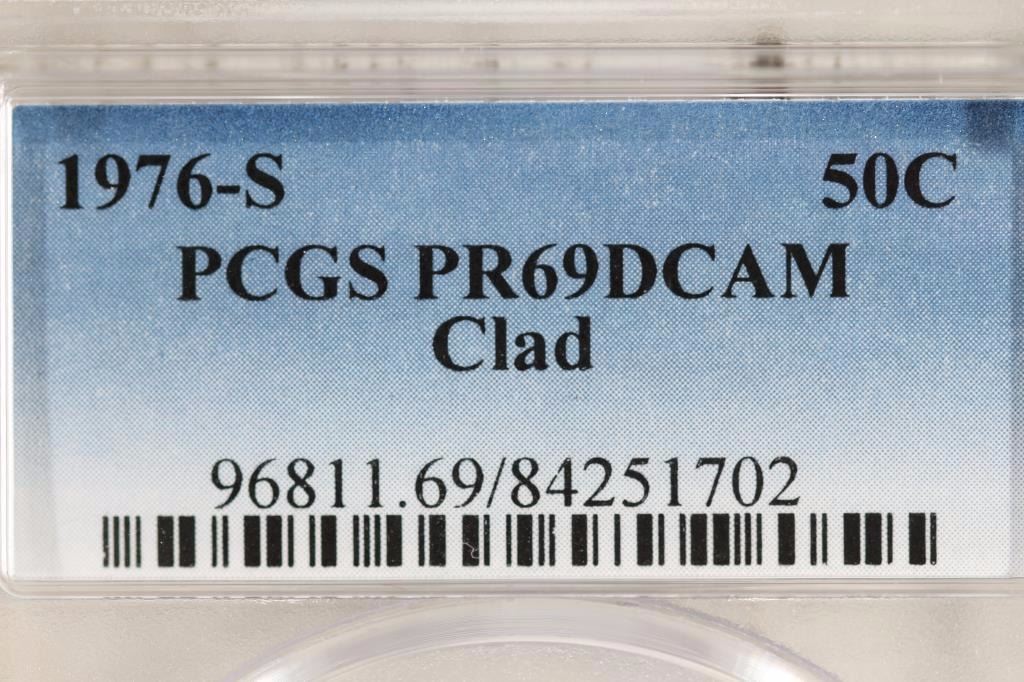 1976-S 50C
PCGS PR69DCAM
Clad
96811.69/84251702